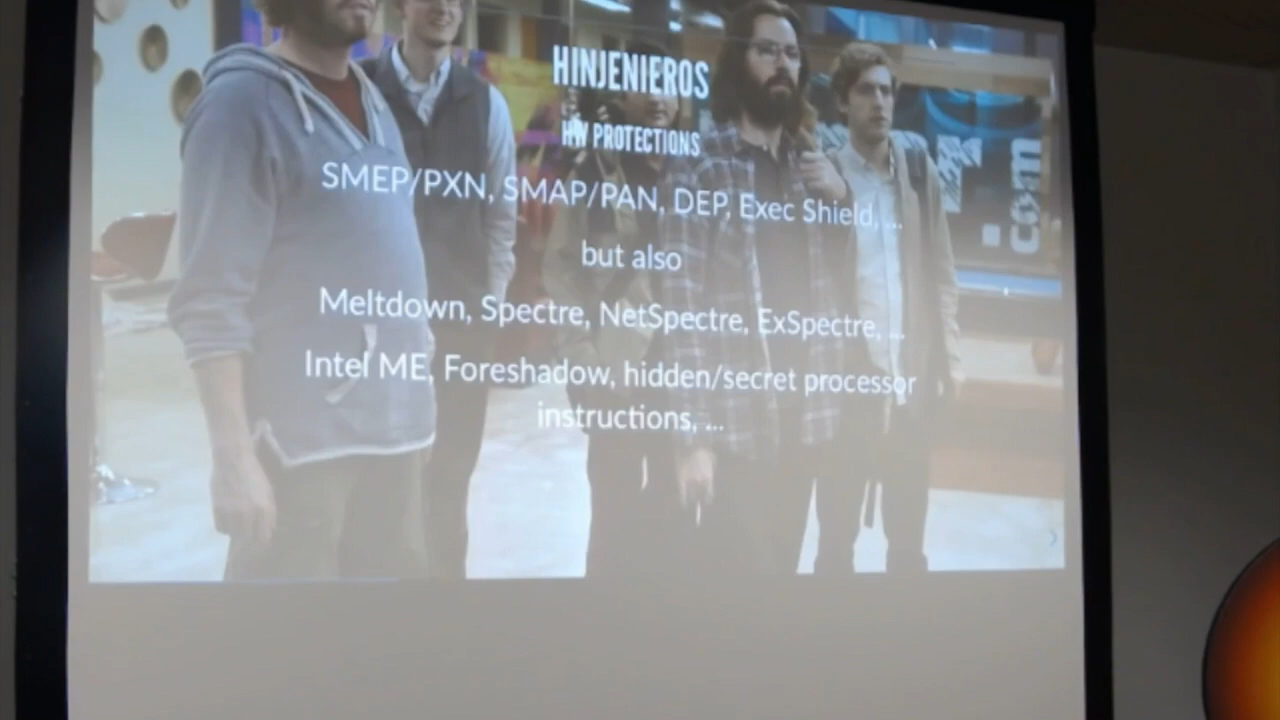 HINJENIEROS
HW PROTECTIONS
SMEP/PXN, SMAP/PAN, DEP, Exec Shield, ...
but also
Meltdown, Spectre, NetSpectre, ExSpectre, ...
Intel ME, Foreshadow, hidden/secret processor
instructions, ...
.com